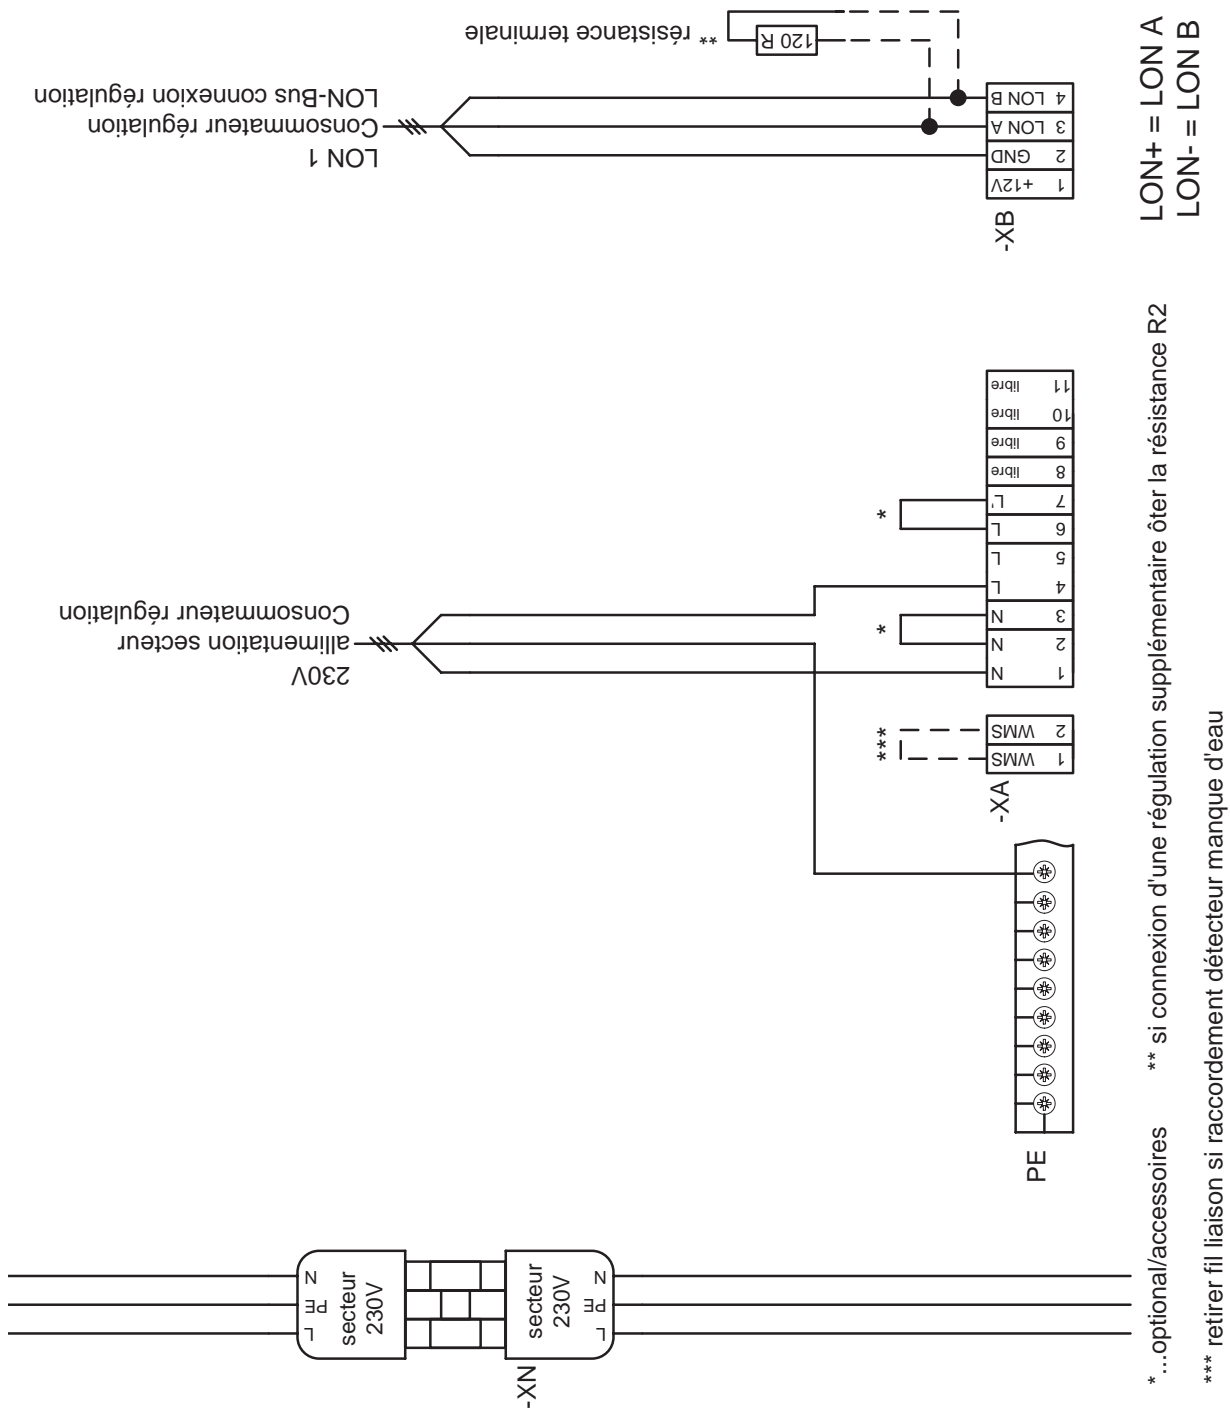 résistance terminale
**
120 R
LON-Bus connexion régulation
Consommateur régulation
LON 1
4 LON B
3 LON A
2 GND
1 +12V
-XB
LON+ = LON A
LON- = LON B
11 libre
10 libre
9 libre
8 libre
7 L'
6 L
5 L
4 L
3 N
2 N
1 N
*
*
Consommateur régulation
allimentation secteur
230V
2 WMS
1 WMS
***
-XA
PE
N
PE
L
secteur
230V
secteur
230V
N
PE
L
-XN
*...optional/accessoires
** si connexion d'une régulation supplémentaire ôter la résistance R2
*** retirer fil liaison si raccordement détecteur manque d'eau